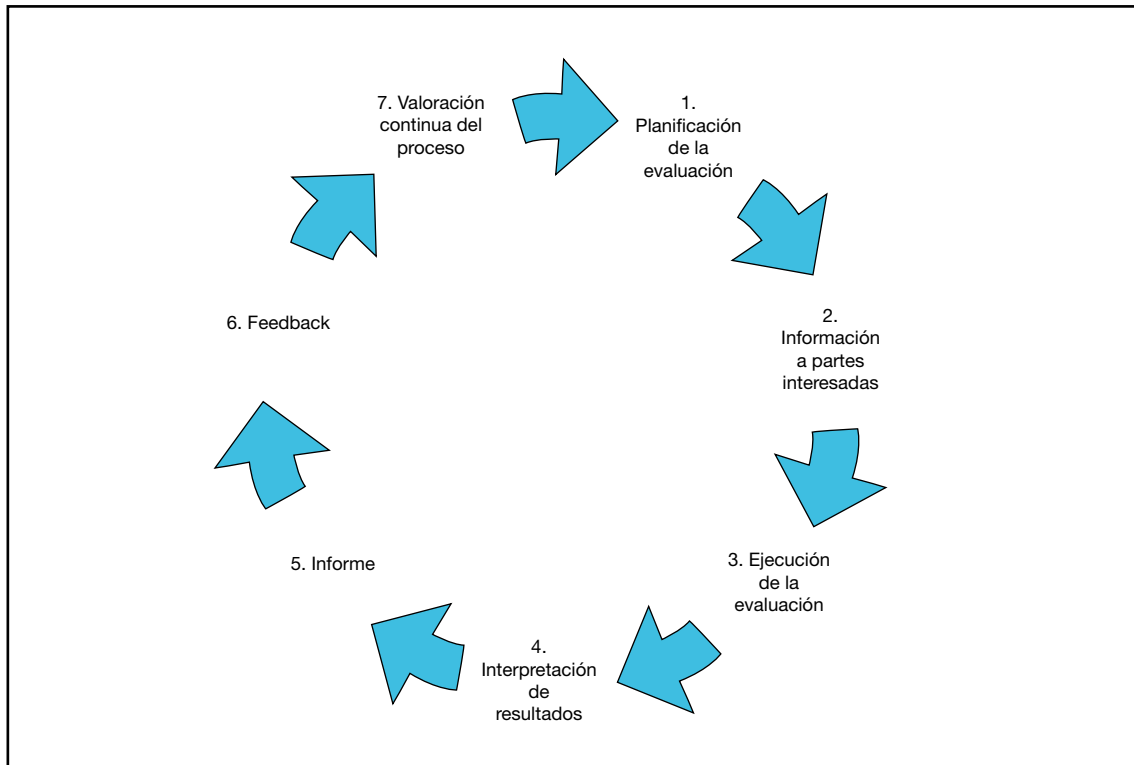 1.
Planificación
de la
evaluación
2.
Información
a partes
interesadas
3. Ejecución
de la
evaluación
4.
Interpretación
de
resultados
5. Informe
6. Feedback
7. Valoración
continua del
proceso